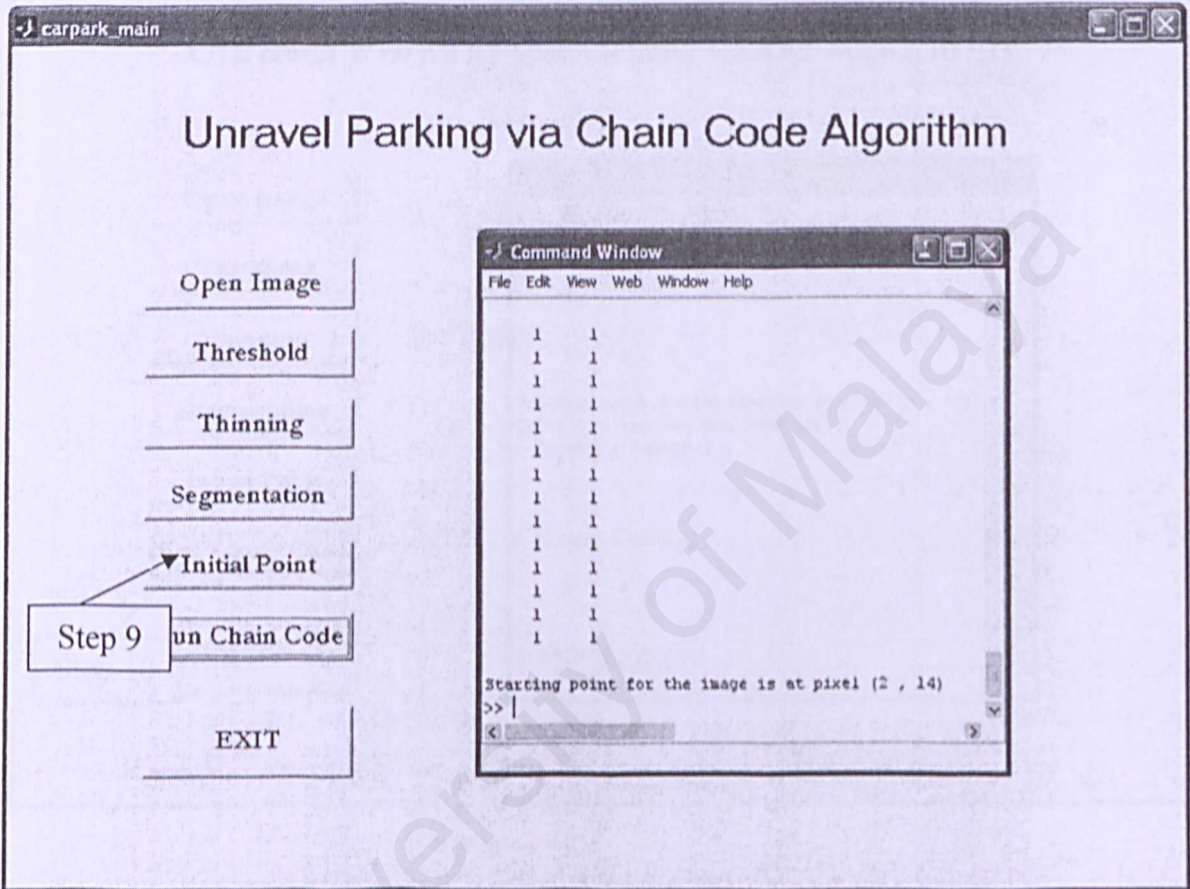 carpark_main
Unravel Parking via Chain Code Algorithm
Open Image
Threshold
Thinning
Segmentation
Initial Point
Step 9
un Chain Code
EXIT
Command Window
File Edit View Web Window Help
1 1
1 1
1 1
1 1
1 1
1 1
1 1
1 1
1 1
1 1
1 1
1 1
1 1
1 1
Starting point for the image is at pixel (2 , 14)
>>
versity of Malaya